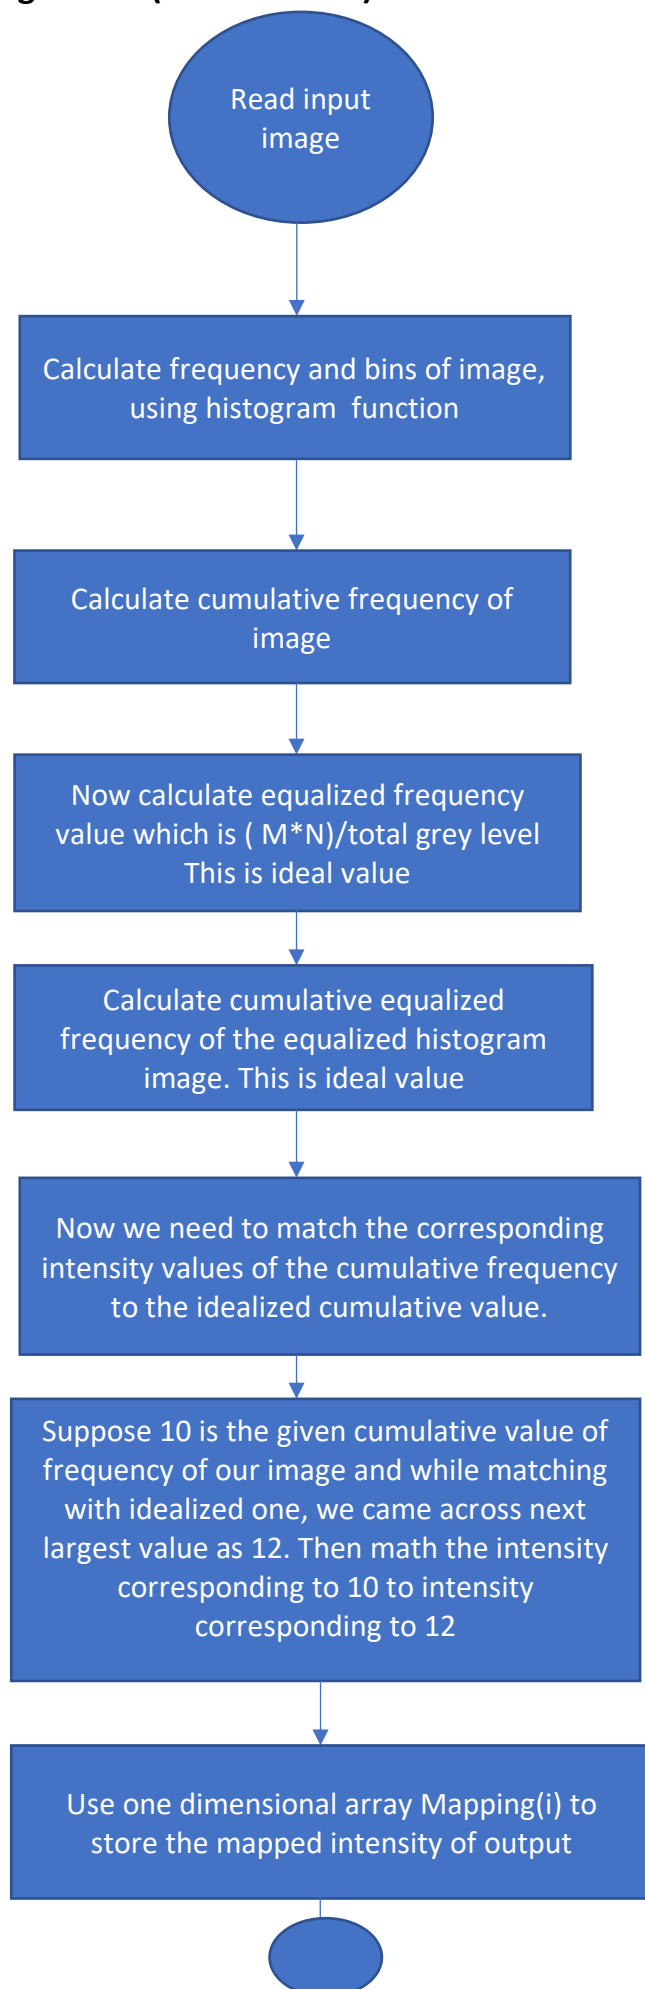 Read input
image
Calculate frequency and bins of image,
using histogram  function
Calculate cumulative frequency of
image
Now calculate equalized frequency
value which is ( M*N)/total grey level
This is ideal value
Calculate cumulative equalized
frequency of the equalized histogram
image. This is ideal value
Now we need to match the corresponding
intensity values of the cumulative frequency
to the idealized cumulative value.
Suppose 10 is the given cumulative value of
frequency of our image and while matching
with idealized one, we came across next
largest value as 12. Then math the intensity
corresponding to 10 to intensity
corresponding to 12
Use one dimensional array Mapping(i) to
store the mapped intensity of output